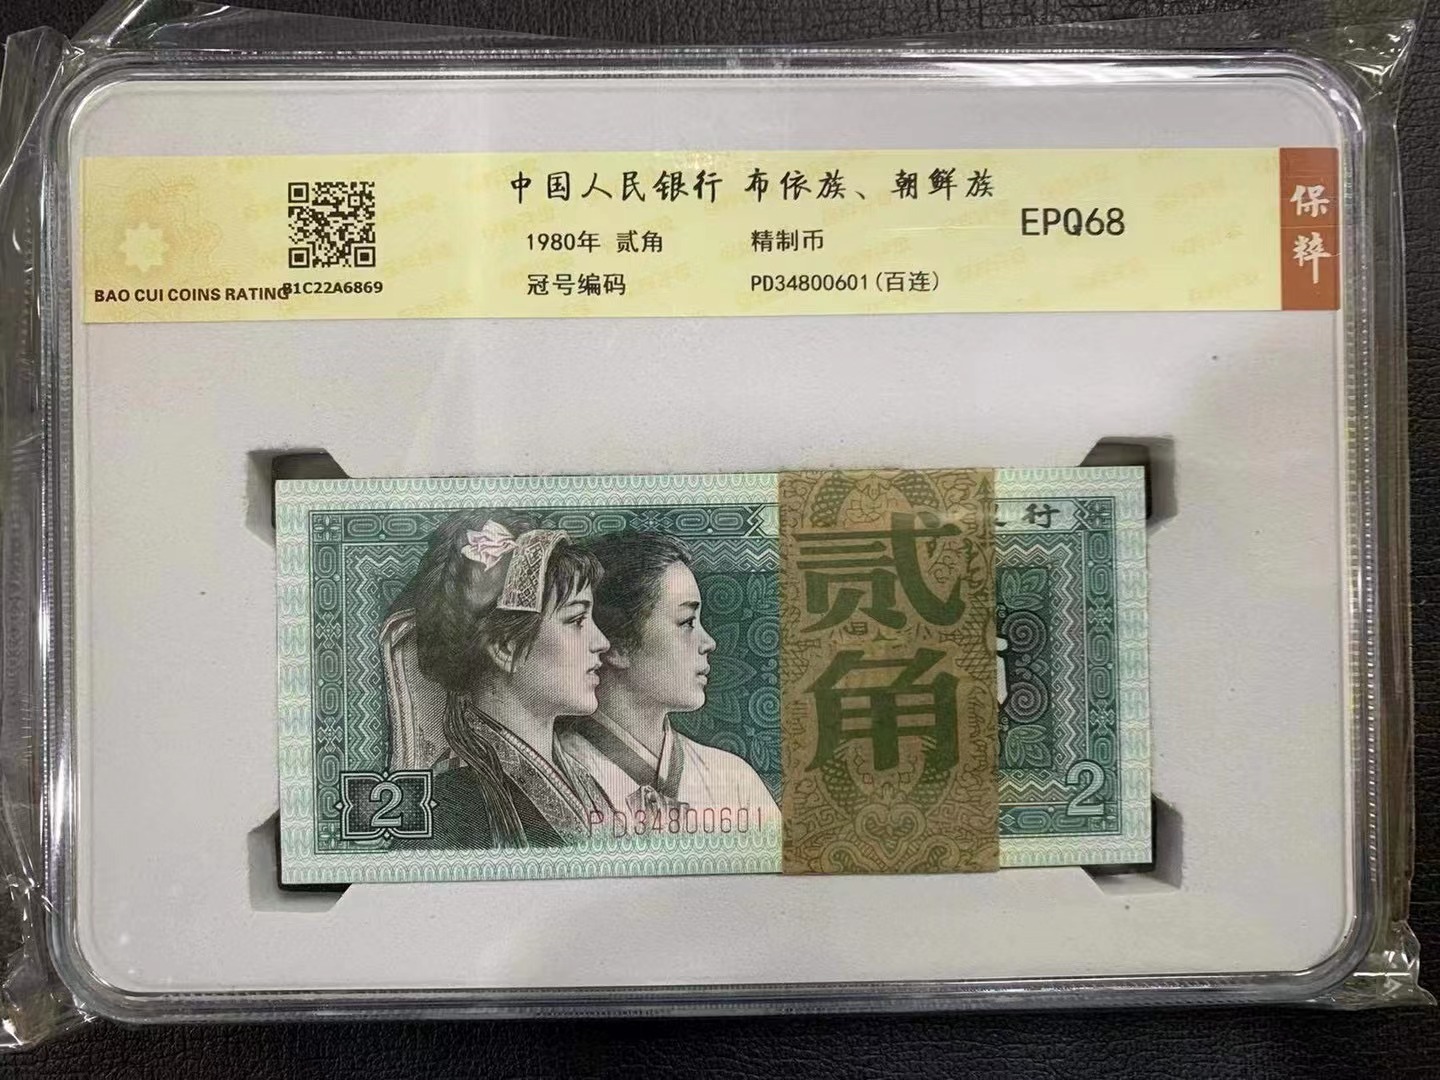 中国人民银行 布依族、朝鲜族
EPQ68
保粹
1980年 贰角
精制币
冠号编码
PD34800601(百连)
BAO CUI COINS RATING
B1C22A6869
行
贰角
2
2
PD34800601